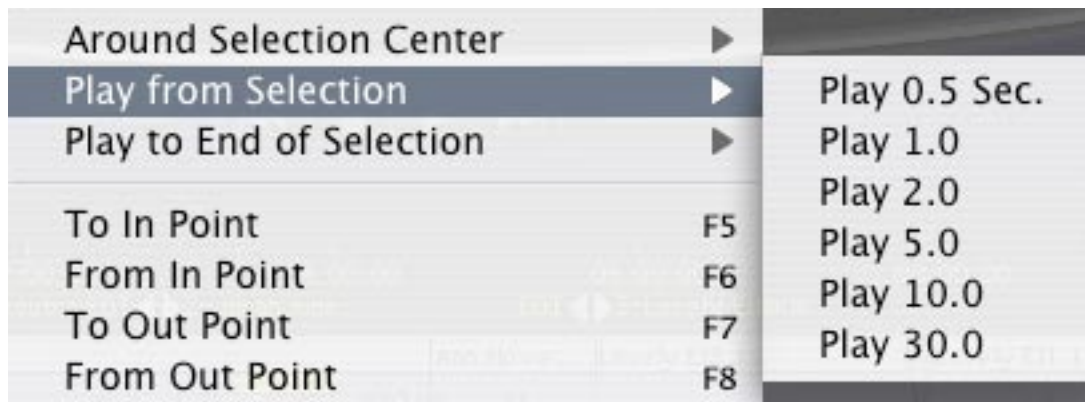 Around Selection Center
Play from Selection
Play to End of Selection
To In Point F5
From In Point F6
To Out Point F7
From Out Point F8
Play 0.5 Sec.
Play 1.0
Play 2.0
Play 5.0
Play 10.0
Play 30.0